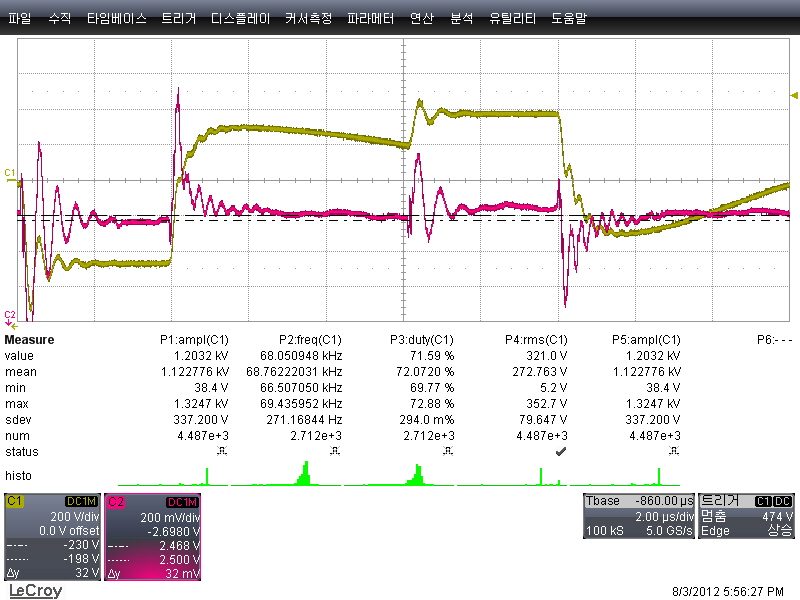 파일 수직 타임베이스 트리거 디스플레이 커서측정 파라메터 연산 분석 유틸리티 도움말
C1
C2
Measure P1:ampl(C1) P2:freq(C1) P3:duty(C1) P4:rms(C1) P5:ampl(C1) P6:- - -
value 1.2032 kV 68.050948 kHz 71.59 % 321.0 V 1.2032 kV
mean 1.122776 kV 68.76222031 kHz 72.0720 % 272.763 V 1.122776 kV
min 38.4 V 66.507050 kHz 69.77 % 5.2 V 38.4 V
max 1.3247 kV 69.435952 kHz 72.88 % 352.7 V 1.3247 kV
sdev 337.200 V 271.16844 Hz 294.0 m% 79.647 V 337.200 V
num 4.487e+3 2.712e+3 2.712e+3 4.487e+3 4.487e+3
status
histo
C1 DC1M
200 V/div
0.0 V offset
-230 V
-198 V
Δy 32 V
C2 DC1M
200 mV/div
-2.6980 V
2.468 V
2.500 V
Δy 32 mV
Tbase -860.00 µs
2.00 µs/div
100 kS 5.0 GS/s
트리거 C1 DC
멈춤 474 V
Edge 상승
LeCroy
8/3/2012 5:56:27 PM